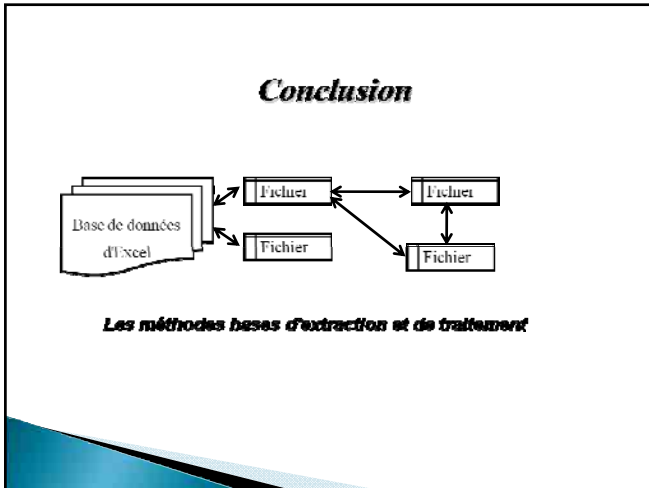 Conclusion
Fichier
Fichier
Base de données
d'Excel
Fichier
Fichier
Les méthodes bases d'extraction et de traitement